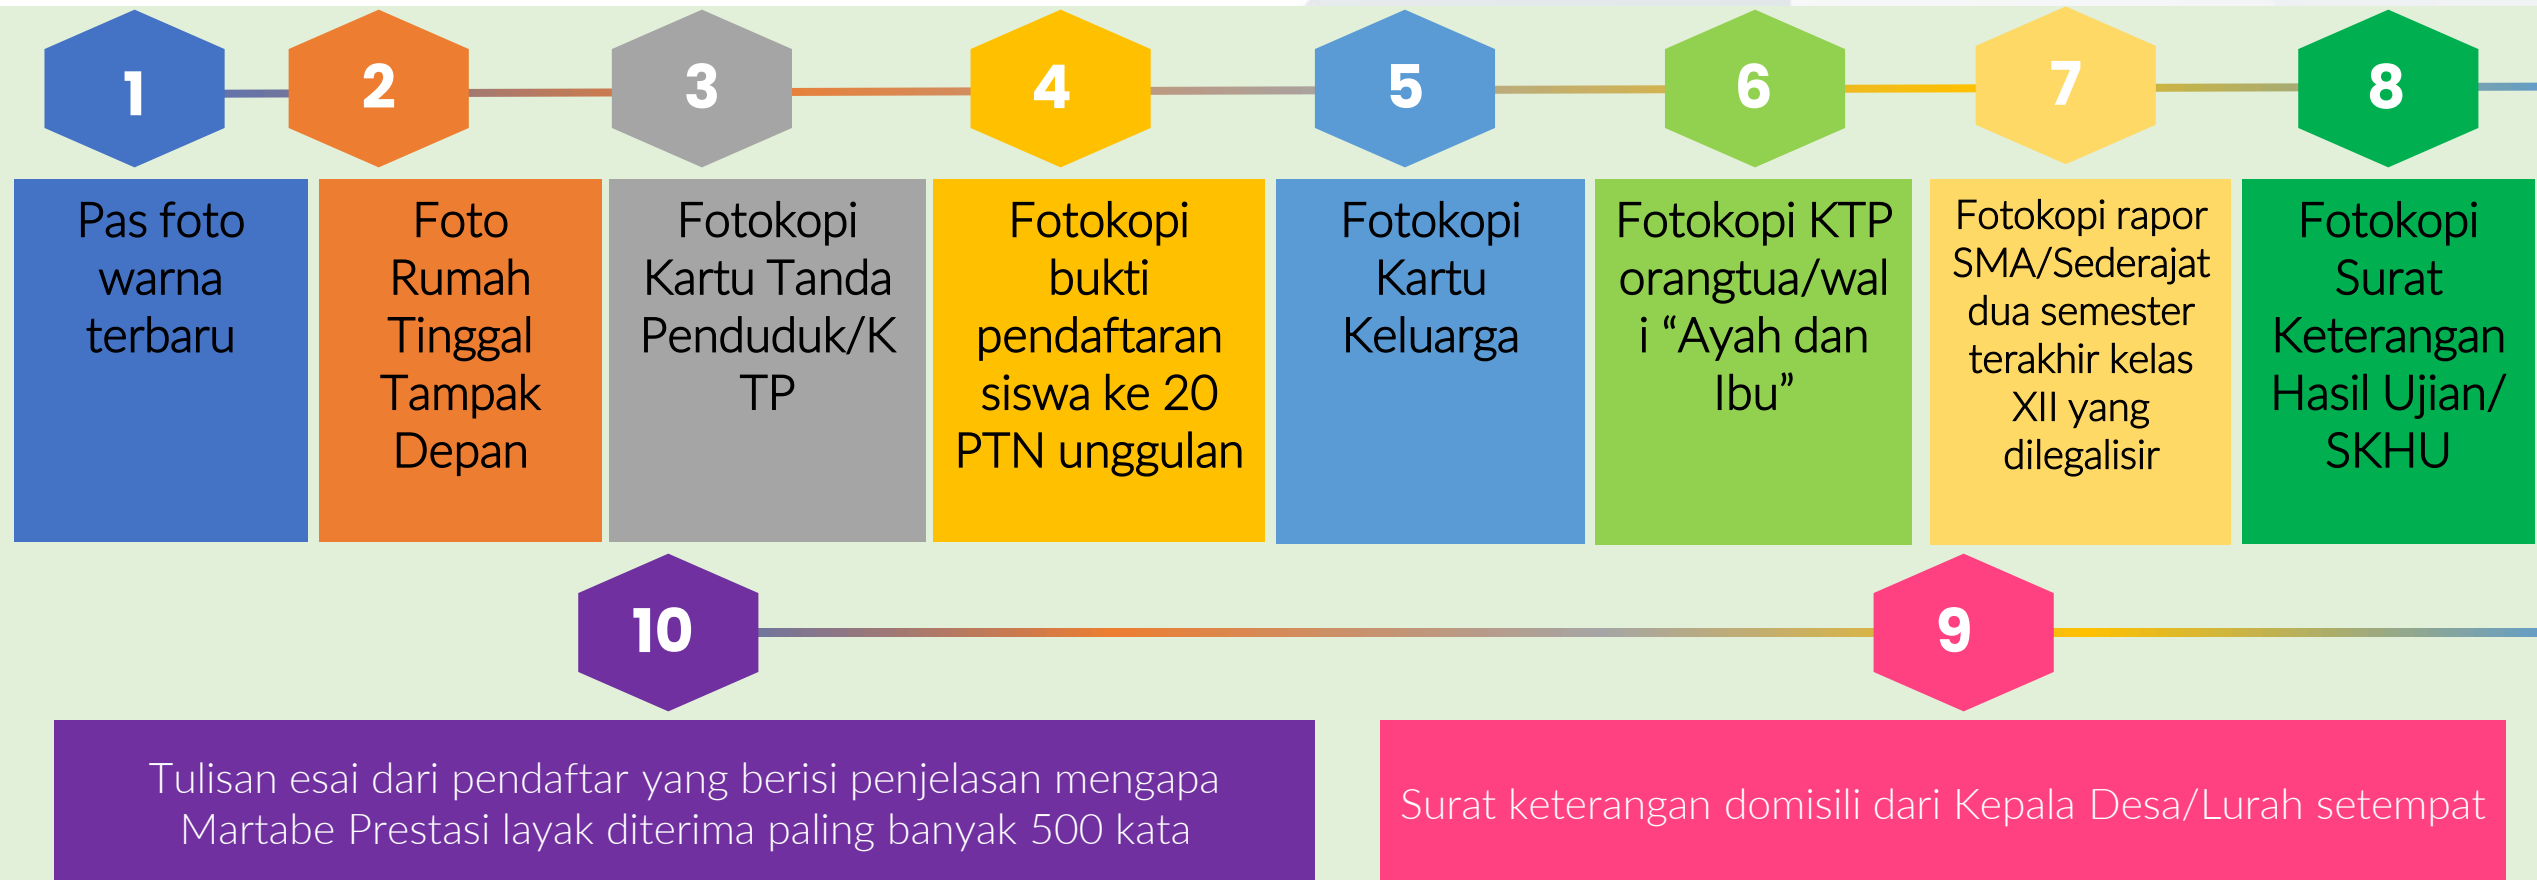 1
Pas foto
warna
terbaru
2
Foto
Rumah
Tinggal
Tampak
Depan
3
Fotokopi
Kartu Tanda
Penduduk/K
TP
4
Fotokopi
bukti
pendaftaran
siswa ke 20
PTN unggulan
5
Fotokopi
Kartu
Keluarga
6
Fotokopi KTP
orangtua/wal
i “Ayah dan
Ibu”
7
Fotokopi rapor
SMA/Sederajat
dua semester
terakhir kelas
XII yang
dilegalisir
8
Fotokopi
Surat
Keterangan
Hasil Ujian/
SKHU
9
Surat keterangan domisili dari Kepala Desa/Lurah setempat
10
Tulisan esai dari pendaftar yang berisi penjelasan mengapa
Martabe Prestasi layak diterima paling banyak 500 kata